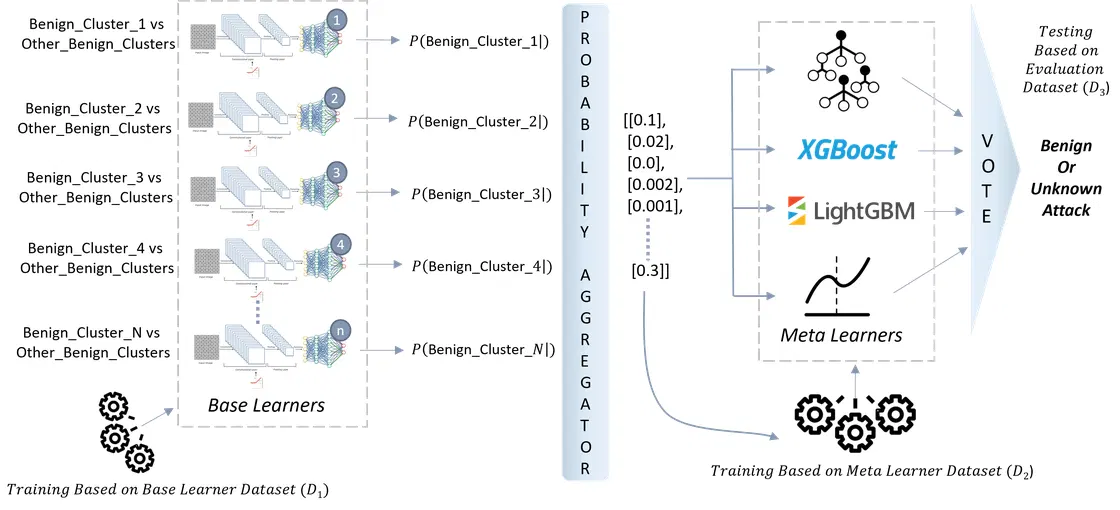 Benign_Cluster_1 vs
Other_Benign_Clusters
1
P(Benign_Cluster_1|)
Benign_Cluster_2 vs
Other_Benign_Clusters
2
P(Benign_Cluster_2|)
Benign_Cluster_3 vs
Other_Benign_Clusters
3
P(Benign_Cluster_3|)
Benign_Cluster_4 vs
Other_Benign_Clusters
4
P(Benign_Cluster_4|)
Benign_Cluster_N vs
Other_Benign_Clusters
n
P(Benign_Cluster_N|)
Base Learners
Training Based on Base Learner Dataset (D₁)
PROBABILITY AGGREGATOR
[[0.1],
[0.02],
[0.0],
[0.002],
[0.001],
[0.3]]
XGBoost
LightGBM
Meta Learners
Training Based on Meta Learner Dataset (D₂)
VOTE
Testing
Based on
Evaluation
Dataset (D₃)
Benign
Or
Unknown
Attack